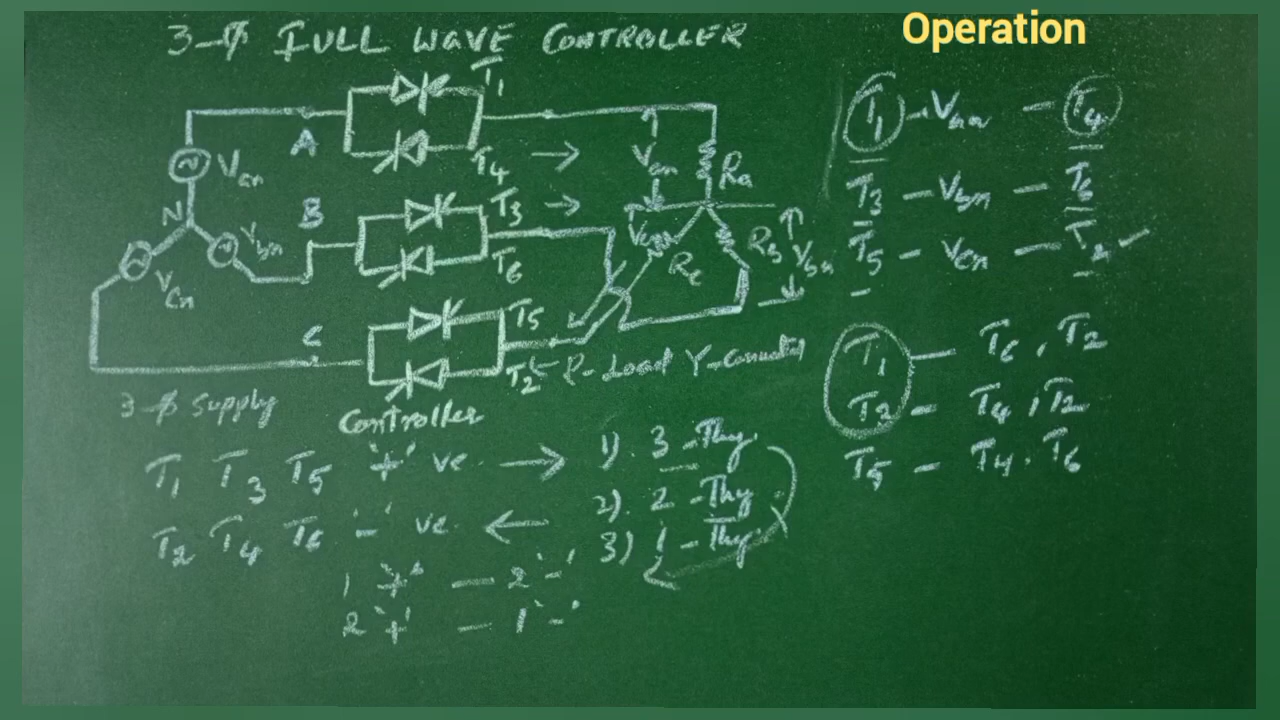 Operation
3-Φ FULL WAVE CONTROLLER
T1
A
T4
Van
Van
Ra
N
B
T3
Vbn
T6
Vcn
Rc
Rb
Vbn
Vcn
C
T5
T2
R-Load Y-Connected
3-Φ Supply
Controller
T1 T3 T5 '+' ve → 1) 3-Thy
T2 T4 T6 '-' ve ← 2) 2-Thy
3) 1-Thy
1 '+' — 2 '-'
2 '+' — 1 '-'
T1 - Van - T4
T3 - Vbn - T6
T5 - Vcn - T2
T1 - T6, T2
T2 - T4, T2
T5 - T4, T6